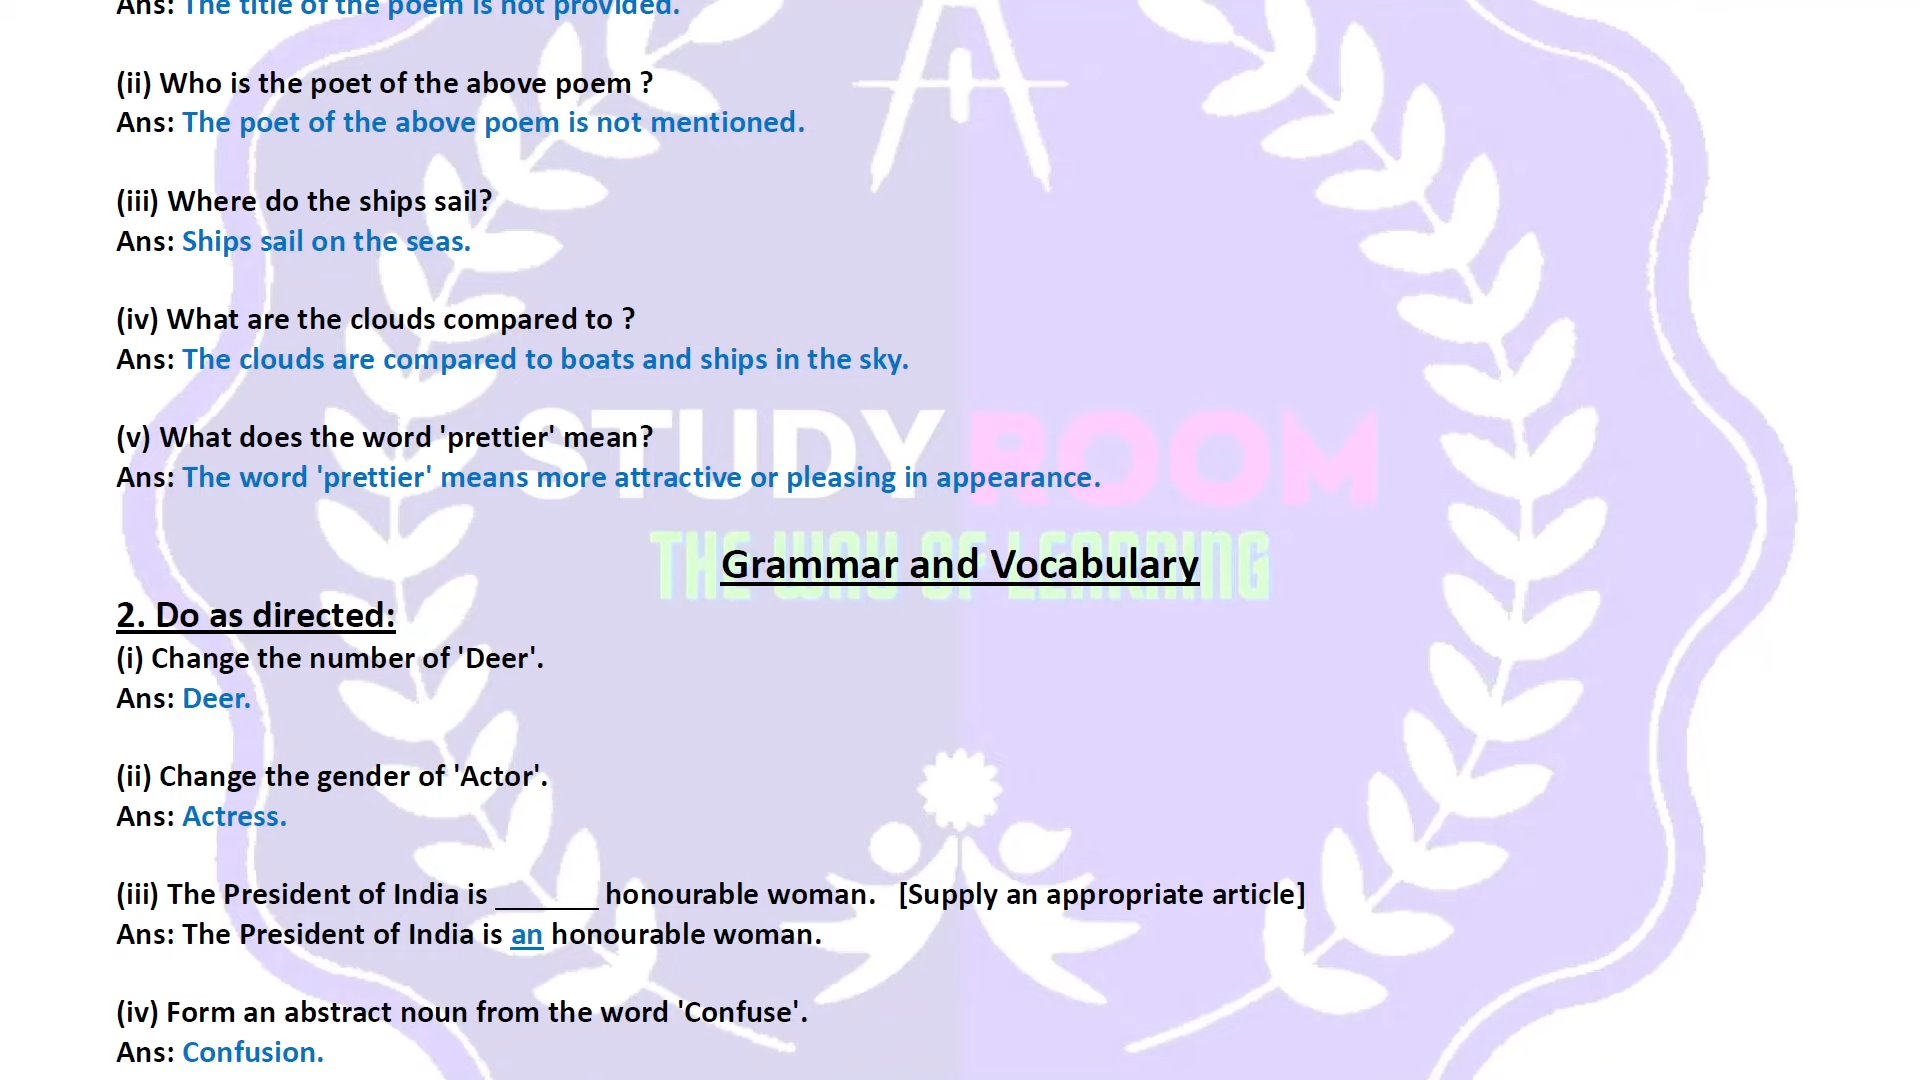 Ans: The title of the poem is not provided.
(ii) Who is the poet of the above poem ?
Ans: The poet of the above poem is not mentioned.
(iii) Where do the ships sail?
Ans: Ships sail on the seas.
(iv) What are the clouds compared to ?
Ans: The clouds are compared to boats and ships in the sky.
(v) What does the word 'prettier' mean?
Ans: The word 'prettier' means more attractive or pleasing in appearance.
STUDY ROOM
THE WAY OF LEARNING
Grammar and Vocabulary
2. Do as directed:
(i) Change the number of 'Deer'.
Ans: Deer.
(ii) Change the gender of 'Actor'.
Ans: Actress.
(iii) The President of India is _______ honourable woman. [Supply an appropriate article]
Ans: The President of India is an honourable woman.
(iv) Form an abstract noun from the word 'Confuse'.
Ans: Confusion.